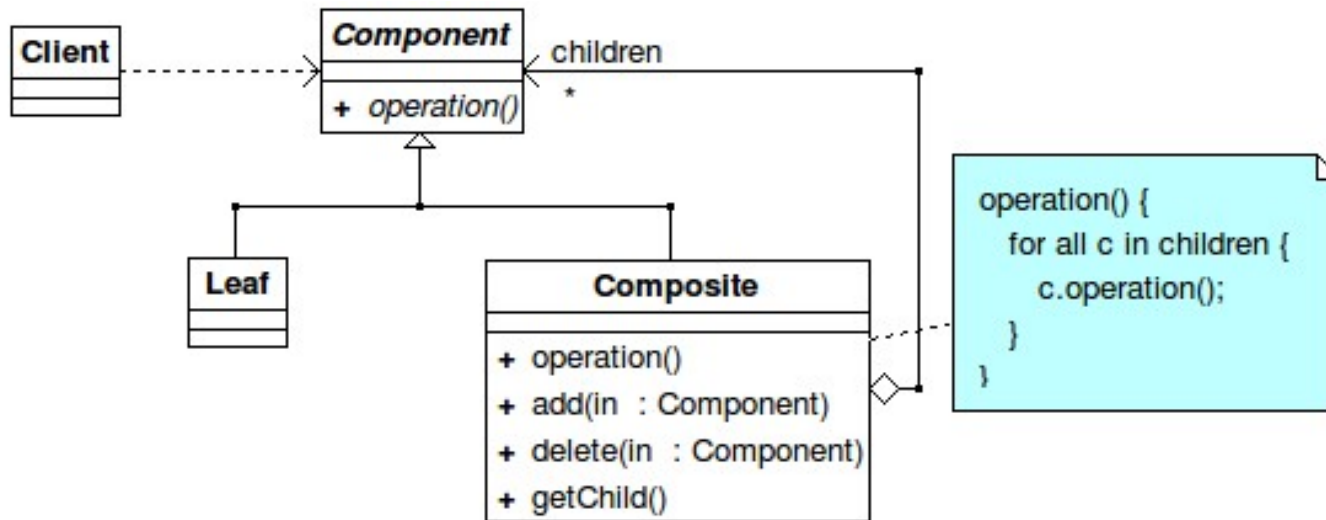 Client
Component
+ operation()
children
*
Leaf
Composite
+ operation()
+ add(in : Component)
+ delete(in : Component)
+ getChild()
operation() {
for all c in children {
c.operation();
}
}